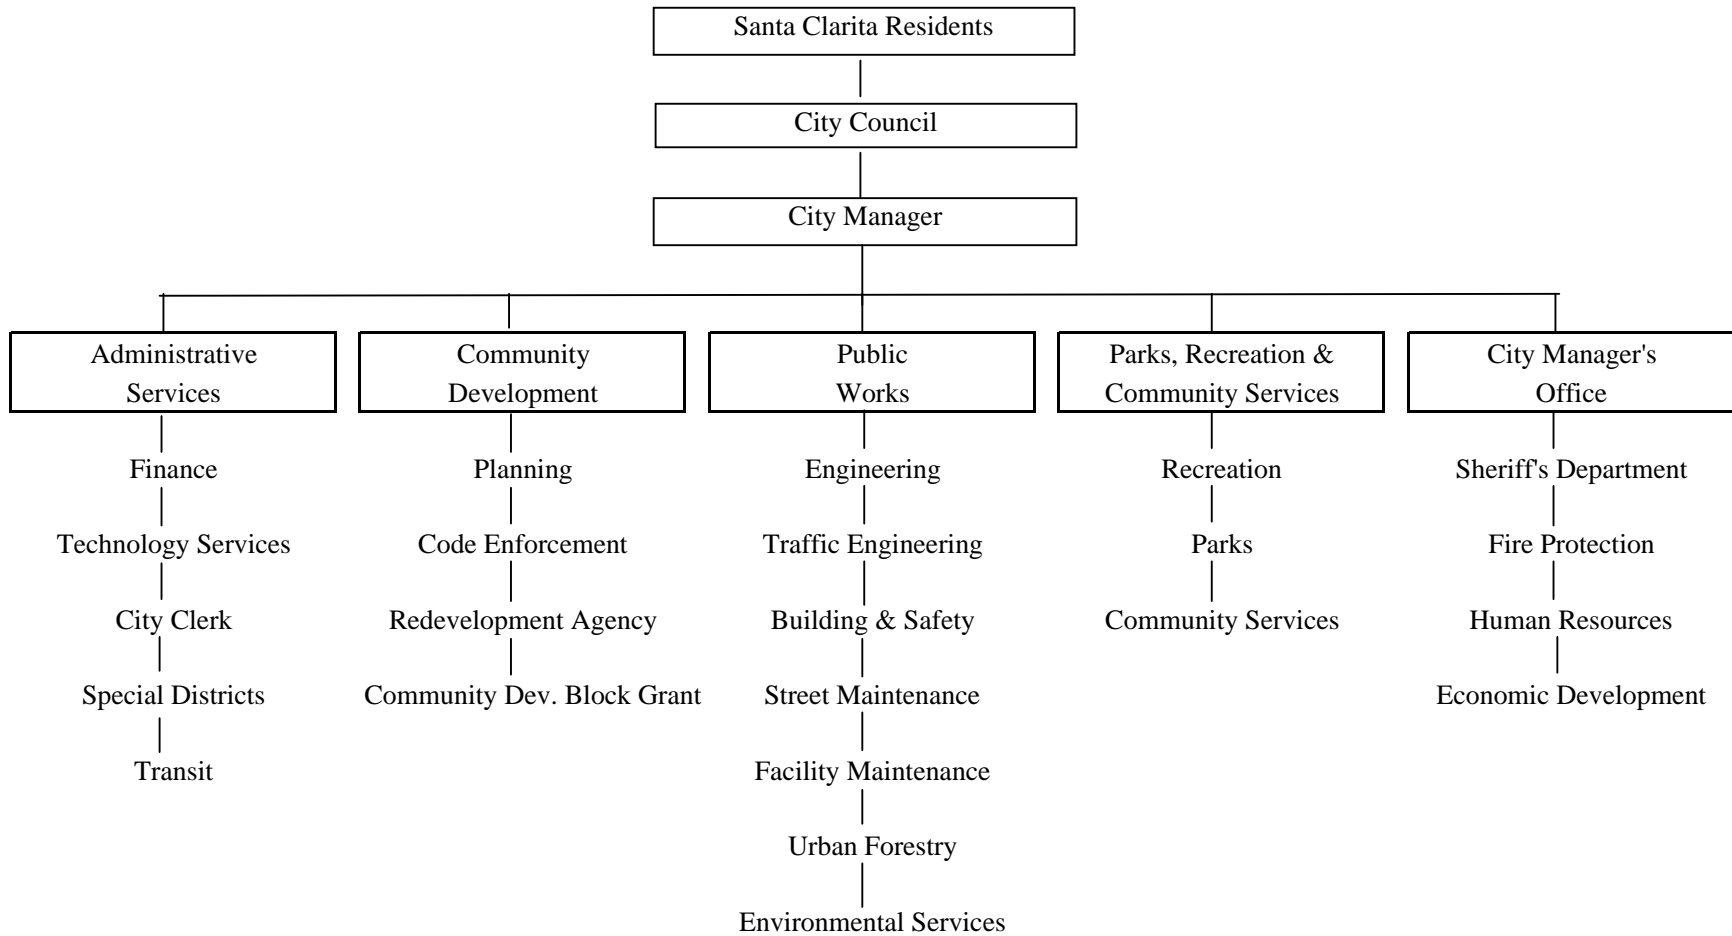 Santa Clarita Residents
City Council
City Manager
Administrative
Services
Community
Development
Public
Works
Parks, Recreation &
Community Services
City Manager's
Office
Finance
Technology Services
City Clerk
Special Districts
Transit
Planning
Code Enforcement
Redevelopment Agency
Community Dev. Block Grant
Engineering
Traffic Engineering
Building & Safety
Street Maintenance
Facility Maintenance
Urban Forestry
Environmental Services
Recreation
Parks
Community Services
Sheriff's Department
Fire Protection
Human Resources
Economic Development